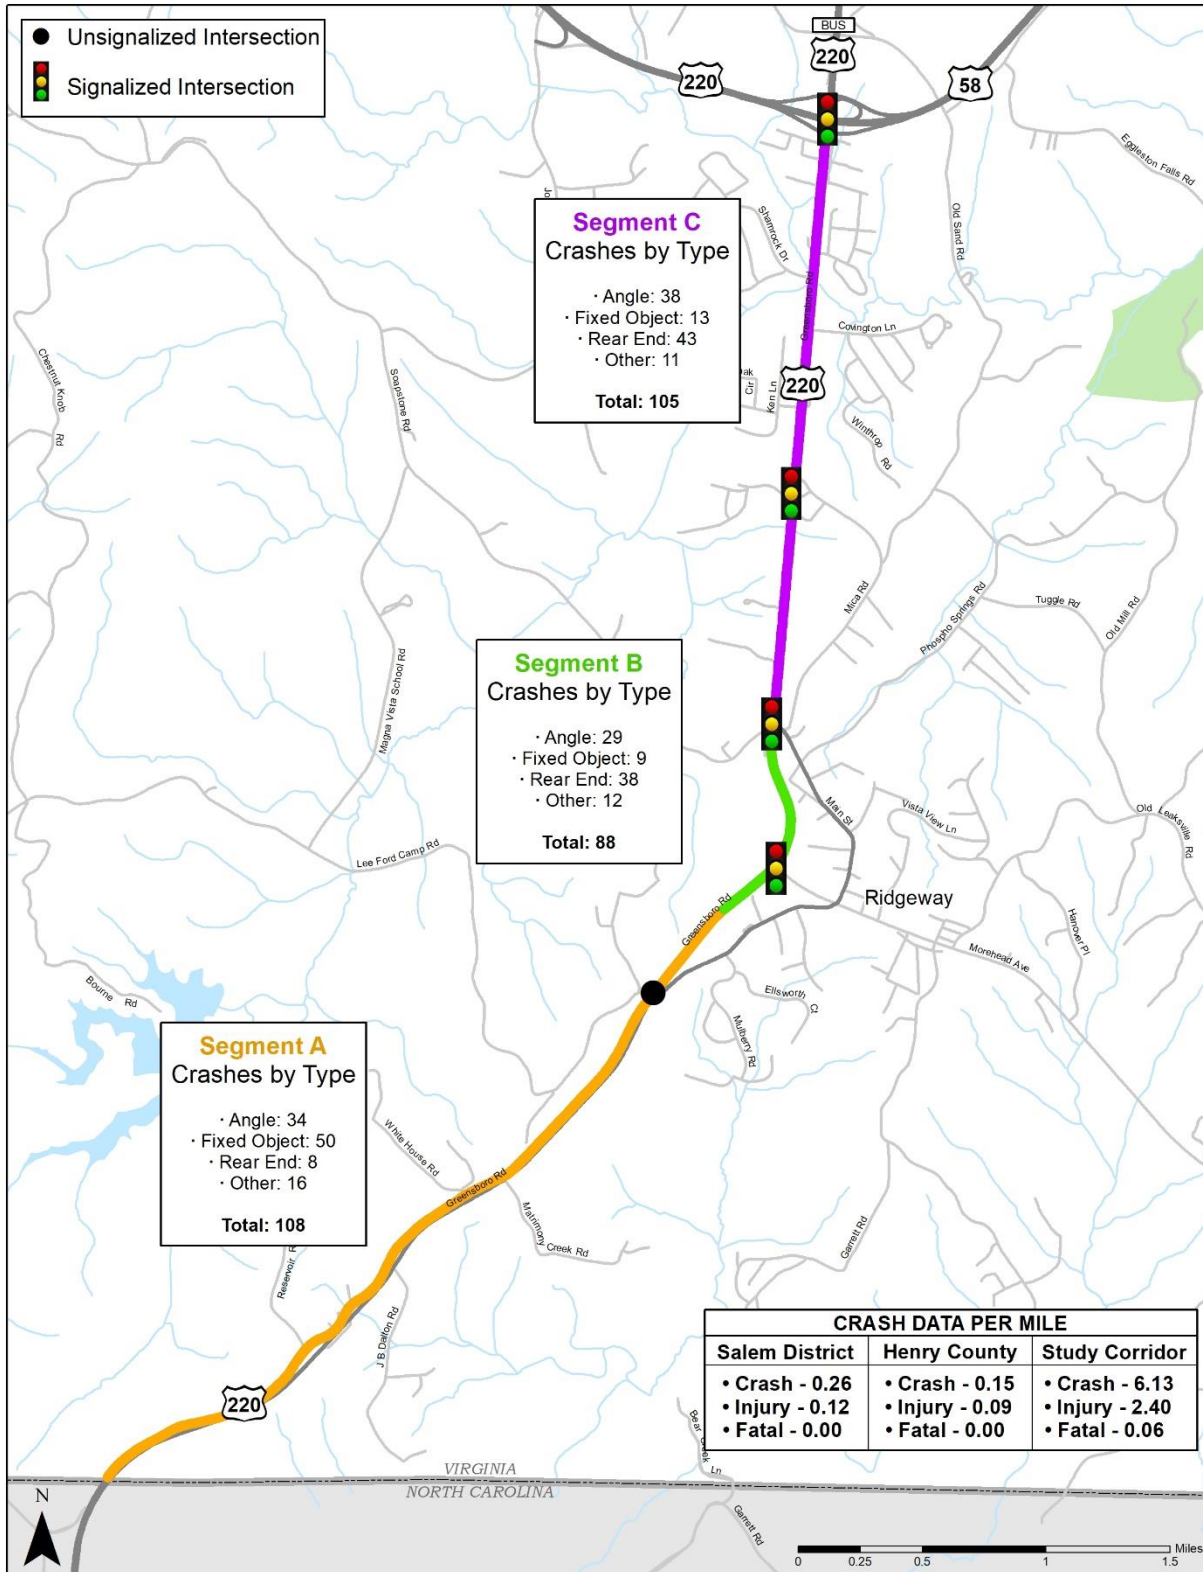 Unsignalized Intersection
Signalized Intersection
BUS
220
220
58
Eggleston Falls Rd
Old Sand Rd
Shamrock Dr
Segment C
Crashes by Type
· Angle: 38
· Fixed Object: 13
· Rear End: 43
· Other: 11
Total: 105
Greensboro Rd
Covington Ln
220
Cir
Ken Ln
Winthrop Rd
Chestnut Knob Rd
Soapstone Rd
Mica Rd
Phospho Springs Rd
Tuggle Rd
Old Mill Rd
Magna Vista School Rd
Segment B
Crashes by Type
· Angle: 29
· Fixed Object: 9
· Rear End: 38
· Other: 12
Total: 88
Main St
Vista View Ln
Old Leaksville Rd
Lee Ford Camp Rd
Greensboro Rd
Ridgeway
Hanover Pl
Morehead Ave
Bourne Rd
Ellsworth Ct
Mulberry Rd
Segment A
Crashes by Type
· Angle: 34
· Fixed Object: 50
· Rear End: 8
· Other: 16
Total: 108
White House Rd
Greensboro Rd
Matrimony Creek Rd
Garrett Rd
Reservoir R
J B Dalton Rd
220
CRASH DATA PER MILE
Salem District Henry County Study Corridor
• Crash - 0.26 • Crash - 0.15 • Crash - 6.13
• Injury - 0.12 • Injury - 0.09 • Injury - 2.40
• Fatal - 0.00 • Fatal - 0.00 • Fatal - 0.06
Ln
VIRGINIA
NORTH CAROLINA
Garrett Rd
N
Miles
0 0.25 0.5 1 1.5